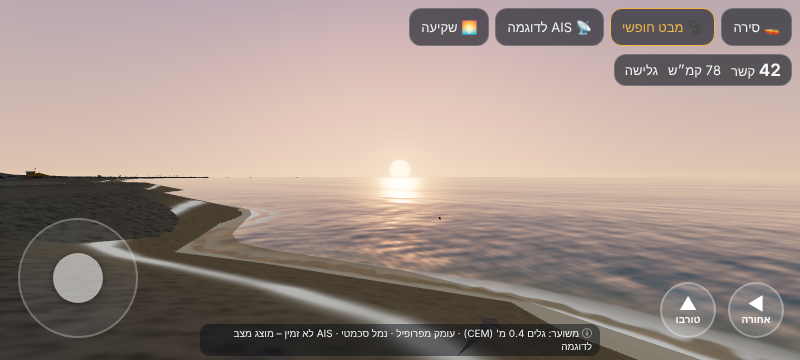 סירה
מבט חופשי
AIS לדוגמה
שקיעה
42 קשר 78 קמ״ש גלישה
טורבו
אחורה
ⓘ משוער: גלים 0.4 מ' (CEM) · עומק מפרופיל · נמל סכמטי · AIS לא זמין – מוצג מצב
לדוגמה